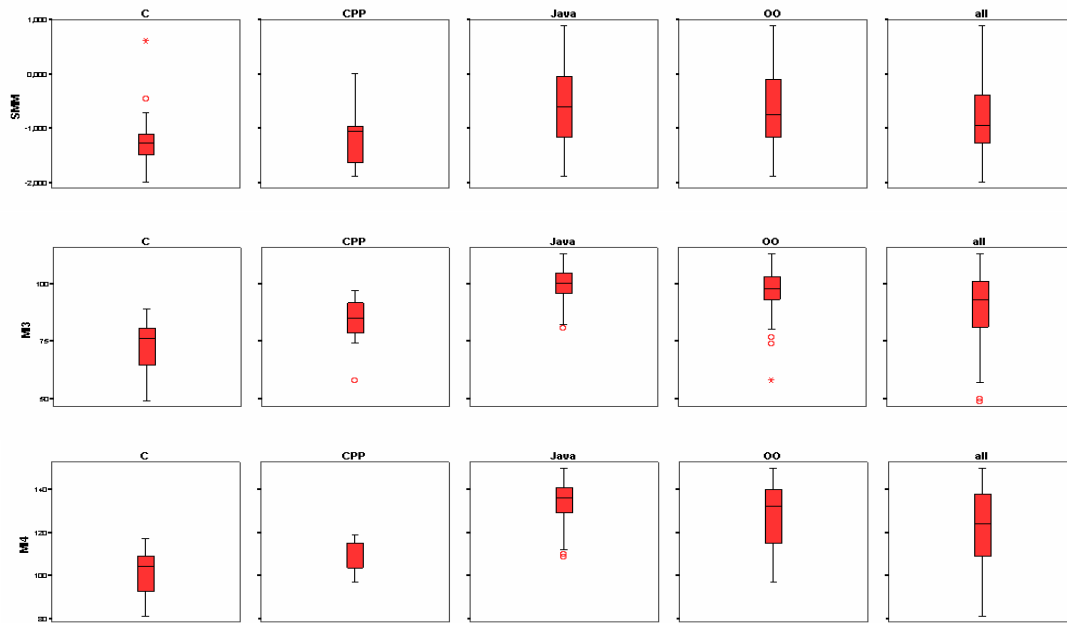 C CPP Java OO all
1,000
0,000
-1,000
-2,000
SMM
C CPP Java OO all
100
75
50
MI3
C CPP Java OO all
140
120
100
80
MI4